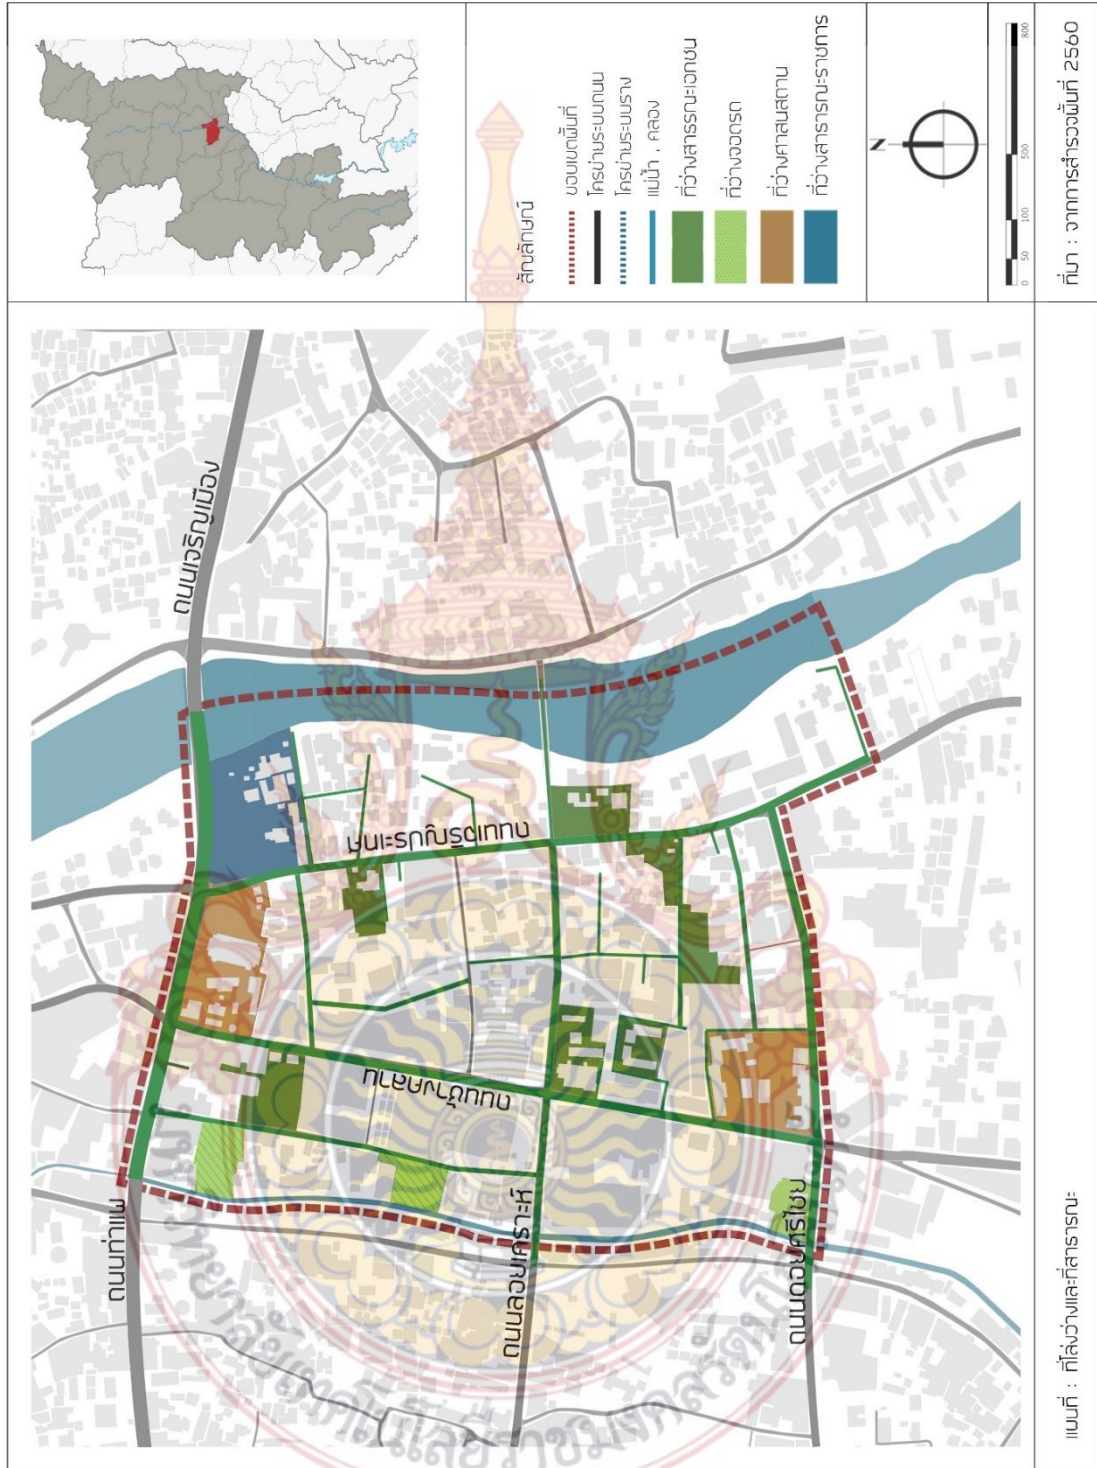 สัญลักษณ์
ขอบเขตพื้นที่
โครงข่ายระบบถนน
โครงข่ายระบบราง
แม่น้ำ , คลอง
ที่ว่างสาธรรณะเอกชน
ที่ว่างจอดรถ
ที่ว่างศาสนสถาน
ที่ว่างสาธารณะราชการ
N
0 50 100 500 800
ที่มา : จากการสำรวจพื้นที่ 2560
ถนนเจริญเมือง
ถนนเจริญประเทศ
ถนนช้างคลาน
ถนนท่าแพ
ถนนลอยเคราะห์
ถนนดอยศรีไชย
แผนที่ : ที่โล่งว่างและที่สาธารณะ